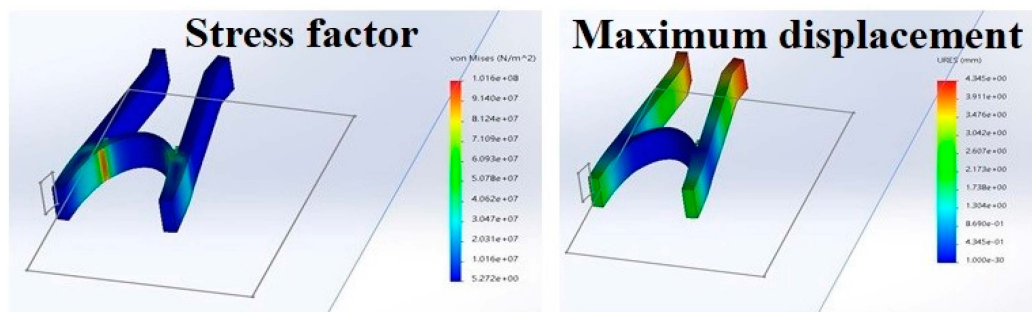 Stress factor
von Mises (N/m^2)
1.016e+08
9.140e+07
8.124e+07
7.109e+07
6.093e+07
5.078e+07
4.062e+07
3.047e+07
2.031e+07
1.016e+07
5.272e+00
Maximum displacement
URES (mm)
4.345e+00
3.911e+00
3.476e+00
3.042e+00
2.607e+00
2.173e+00
1.738e+00
1.304e+00
8.690e-01
4.345e-01
1.000e-30